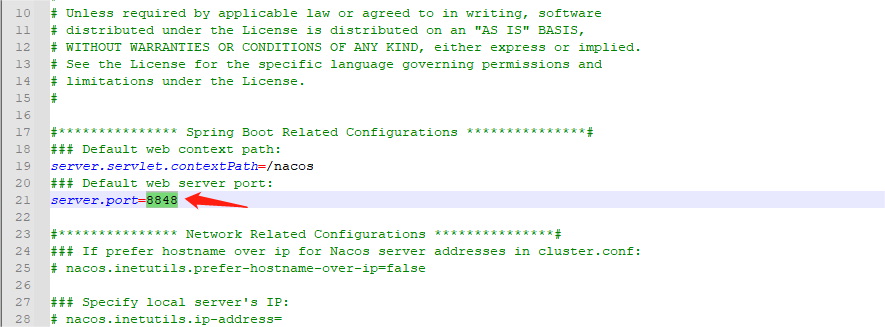 10 # Unless required by applicable law or agreed to in writing, software
11 # distributed under the License is distributed on an "AS IS" BASIS,
12 # WITHOUT WARRANTIES OR CONDITIONS OF ANY KIND, either express or implied.
13 # See the License for the specific language governing permissions and
14 # limitations under the License.
15 #
16
17 #*************** Spring Boot Related Configurations ***************#
18 ### Default web context path:
19 server.servlet.contextPath=/nacos
20 ### Default web server port:
21 server.port=8848
22
23 #*************** Network Related Configurations ***************#
24 ### If prefer hostname over ip for Nacos server addresses in cluster.conf:
25 # nacos.inetutils.prefer-hostname-over-ip=false
26
27 ### Specify local server's IP:
28 # nacos.inetutils.ip-address=